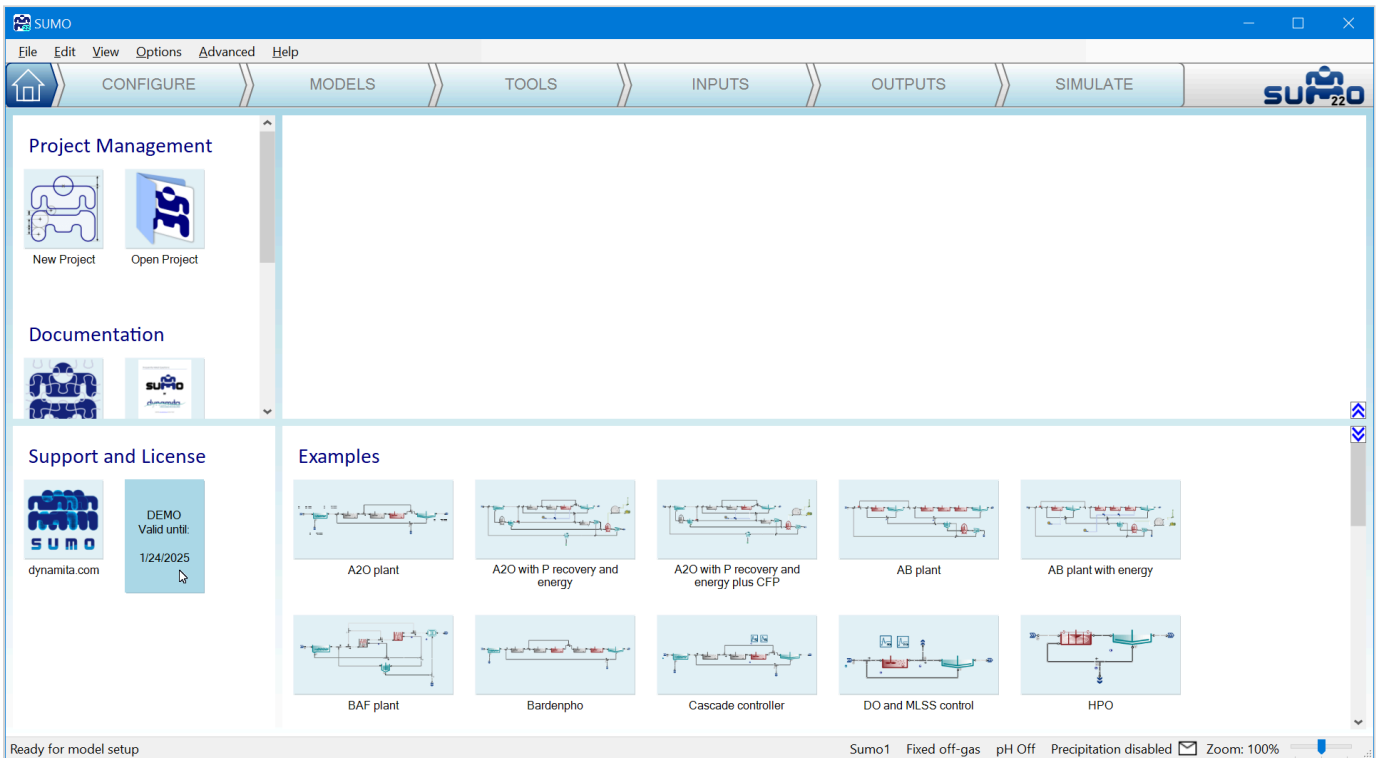 SUMO
File Edit View Options Advanced Help
CONFIGURE MODELS TOOLS INPUTS OUTPUTS SIMULATE
SUMO 22
Project Management
New Project Open Project
Documentation
sumo
dynamita
Support and License
SUMO
dynamita.com
DEMO
Valid until:
1/24/2025
Examples
A2O plant
A2O with P recovery and
energy
A2O with P recovery and
energy plus CFP
AB plant
AB plant with energy
BAF plant
Bardenpho
Cascade controller
DO and MLSS control
HPO
Ready for model setup
Sumo1 Fixed off-gas pH Off Precipitation disabled Zoom: 100%